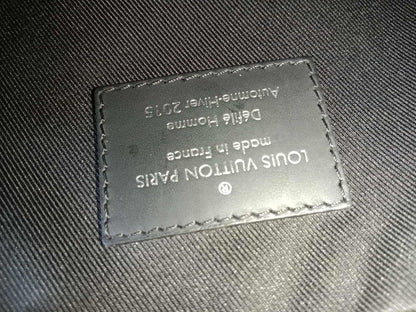 ®
LOUIS VUITTON PARIS
made in France
Défilé Homme
Automne-Hiver 2015